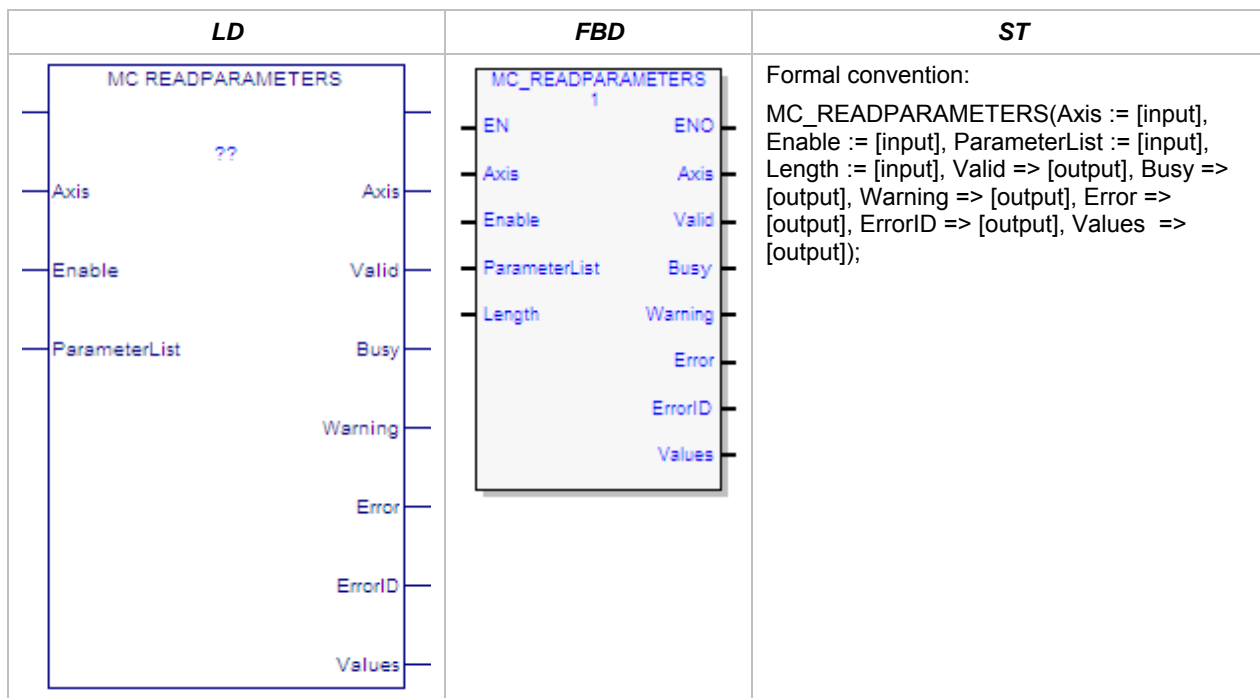 LD
FBD
ST
MC READPARAMETERS
??
Axis Axis
Enable Valid
ParameterList Busy
Warning
Error
ErrorID
Values
MC_READPARAMETERS
1
EN ENO
Axis Axis
Enable Valid
ParameterList Busy
Length Warning
Error
ErrorID
Values
Formal convention:
MC_READPARAMETERS(Axis := [input],
Enable := [input], ParameterList := [input],
Length := [input], Valid => [output], Busy =>
[output], Warning => [output], Error =>
[output], ErrorID => [output], Values =>
[output]);